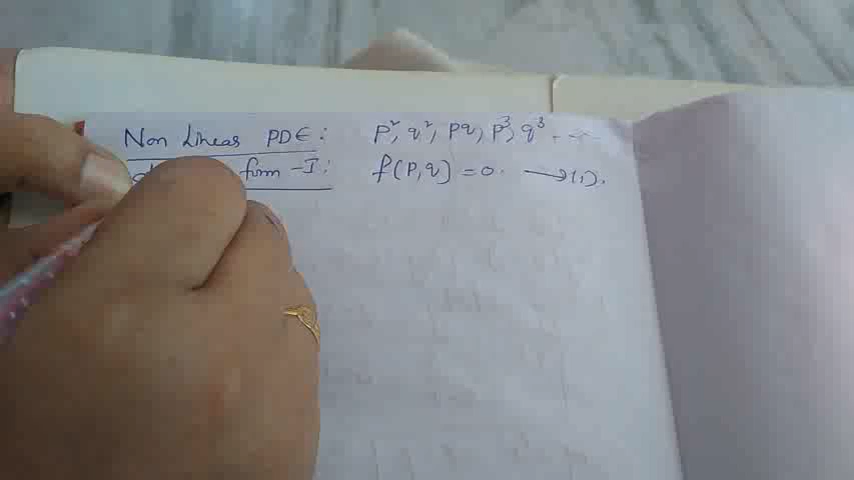 Non Linear PDE: p², q², pq, p³, q³, ...
form - I: f(p,q) = 0. → (1).